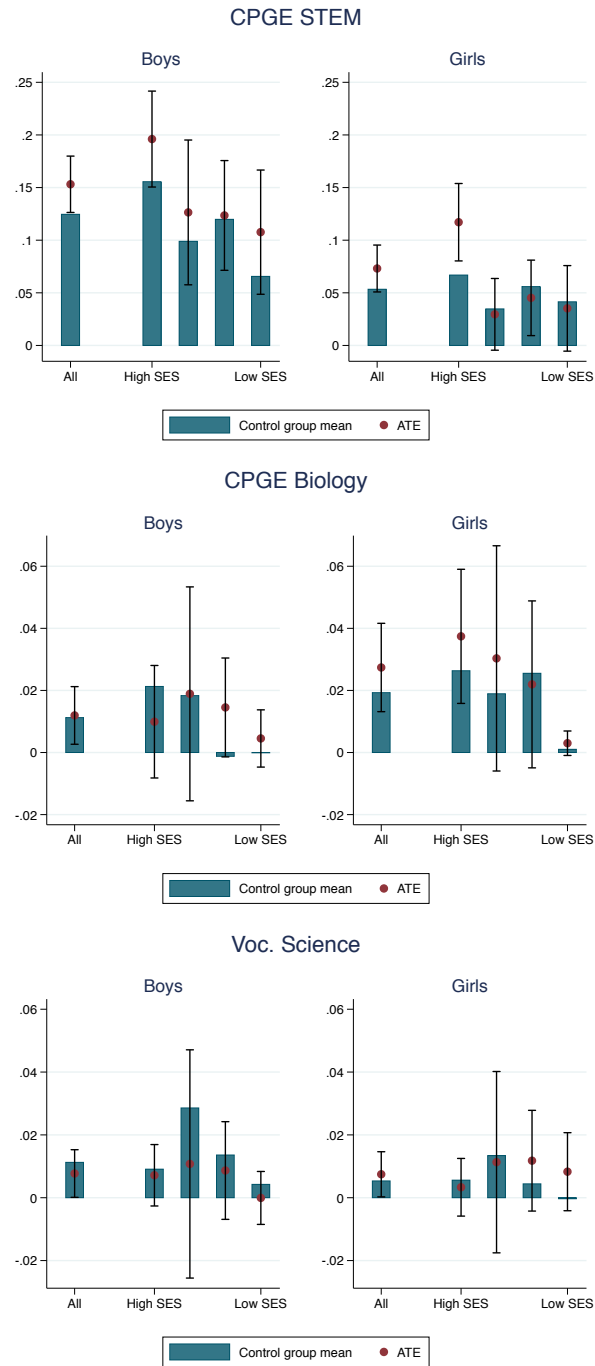 CPGE STEM
Boys
Girls
.25
.2
.15
.1
.05
0
All
High SES
Low SES
.25
.2
.15
.1
.05
0
All
High SES
Low SES
Control group mean
ATE
CPGE Biology
Boys
Girls
.06
.04
.02
0
-.02
All
High SES
Low SES
.06
.04
.02
0
-.02
All
High SES
Low SES
Control group mean
ATE
Voc. Science
Boys
Girls
.06
.04
.02
0
-.02
All
High SES
Low SES
.06
.04
.02
0
-.02
All
High SES
Low SES
Control group mean
ATE